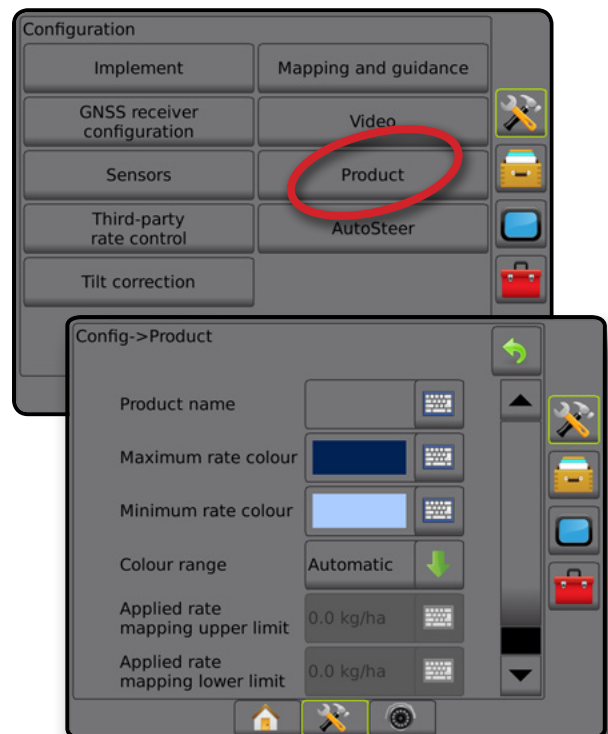 Configuration
Implement
Mapping and guidance
GNSS receiver
configuration
Video
Sensors
Product
Third-party
rate control
AutoSteer
Tilt correction
Config->Product
Product name
Maximum rate colour
Minimum rate colour
Colour range
Automatic
Applied rate
mapping upper limit
0.0 kg/ha
Applied rate
mapping lower limit
0.0 kg/ha